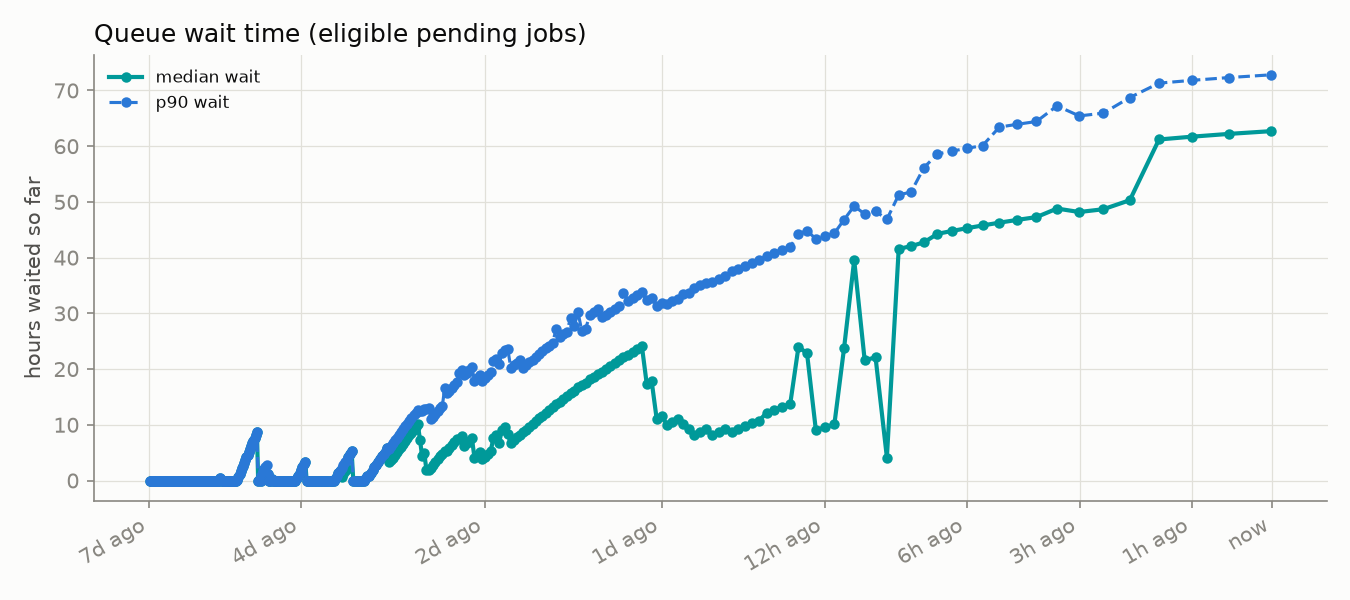 Queue wait time (eligible pending jobs)
median wait
p90 wait
hours waited so far
70
60
50
40
30
20
10
0
7d ago
4d ago
2d ago
1d ago
12h ago
6h ago
3h ago
1h ago
now